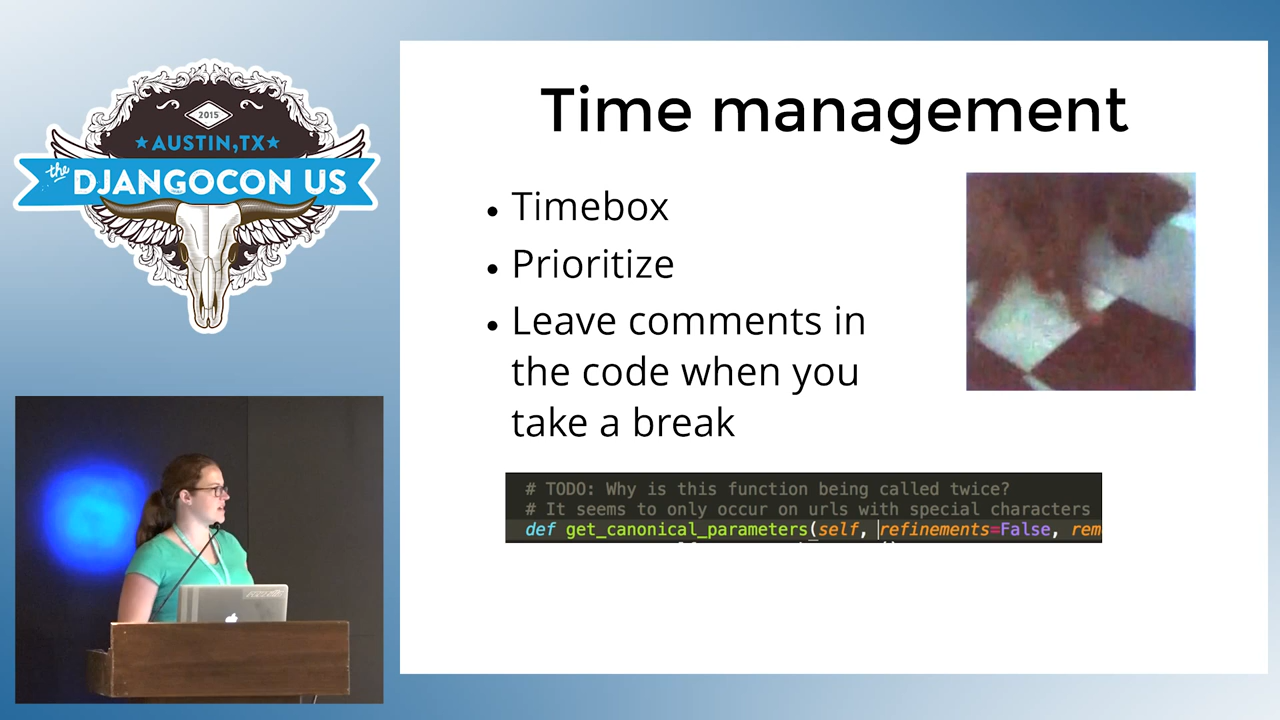 2015
AUSTIN, TX
the DJANGOCON US
Time management
• Timebox
• Prioritize
• Leave comments in
the code when you
take a break
# TODO: Why is this function being called twice?
# It seems to only occur on urls with special characters
def get_canonical_parameters(self, refinements=False, rem